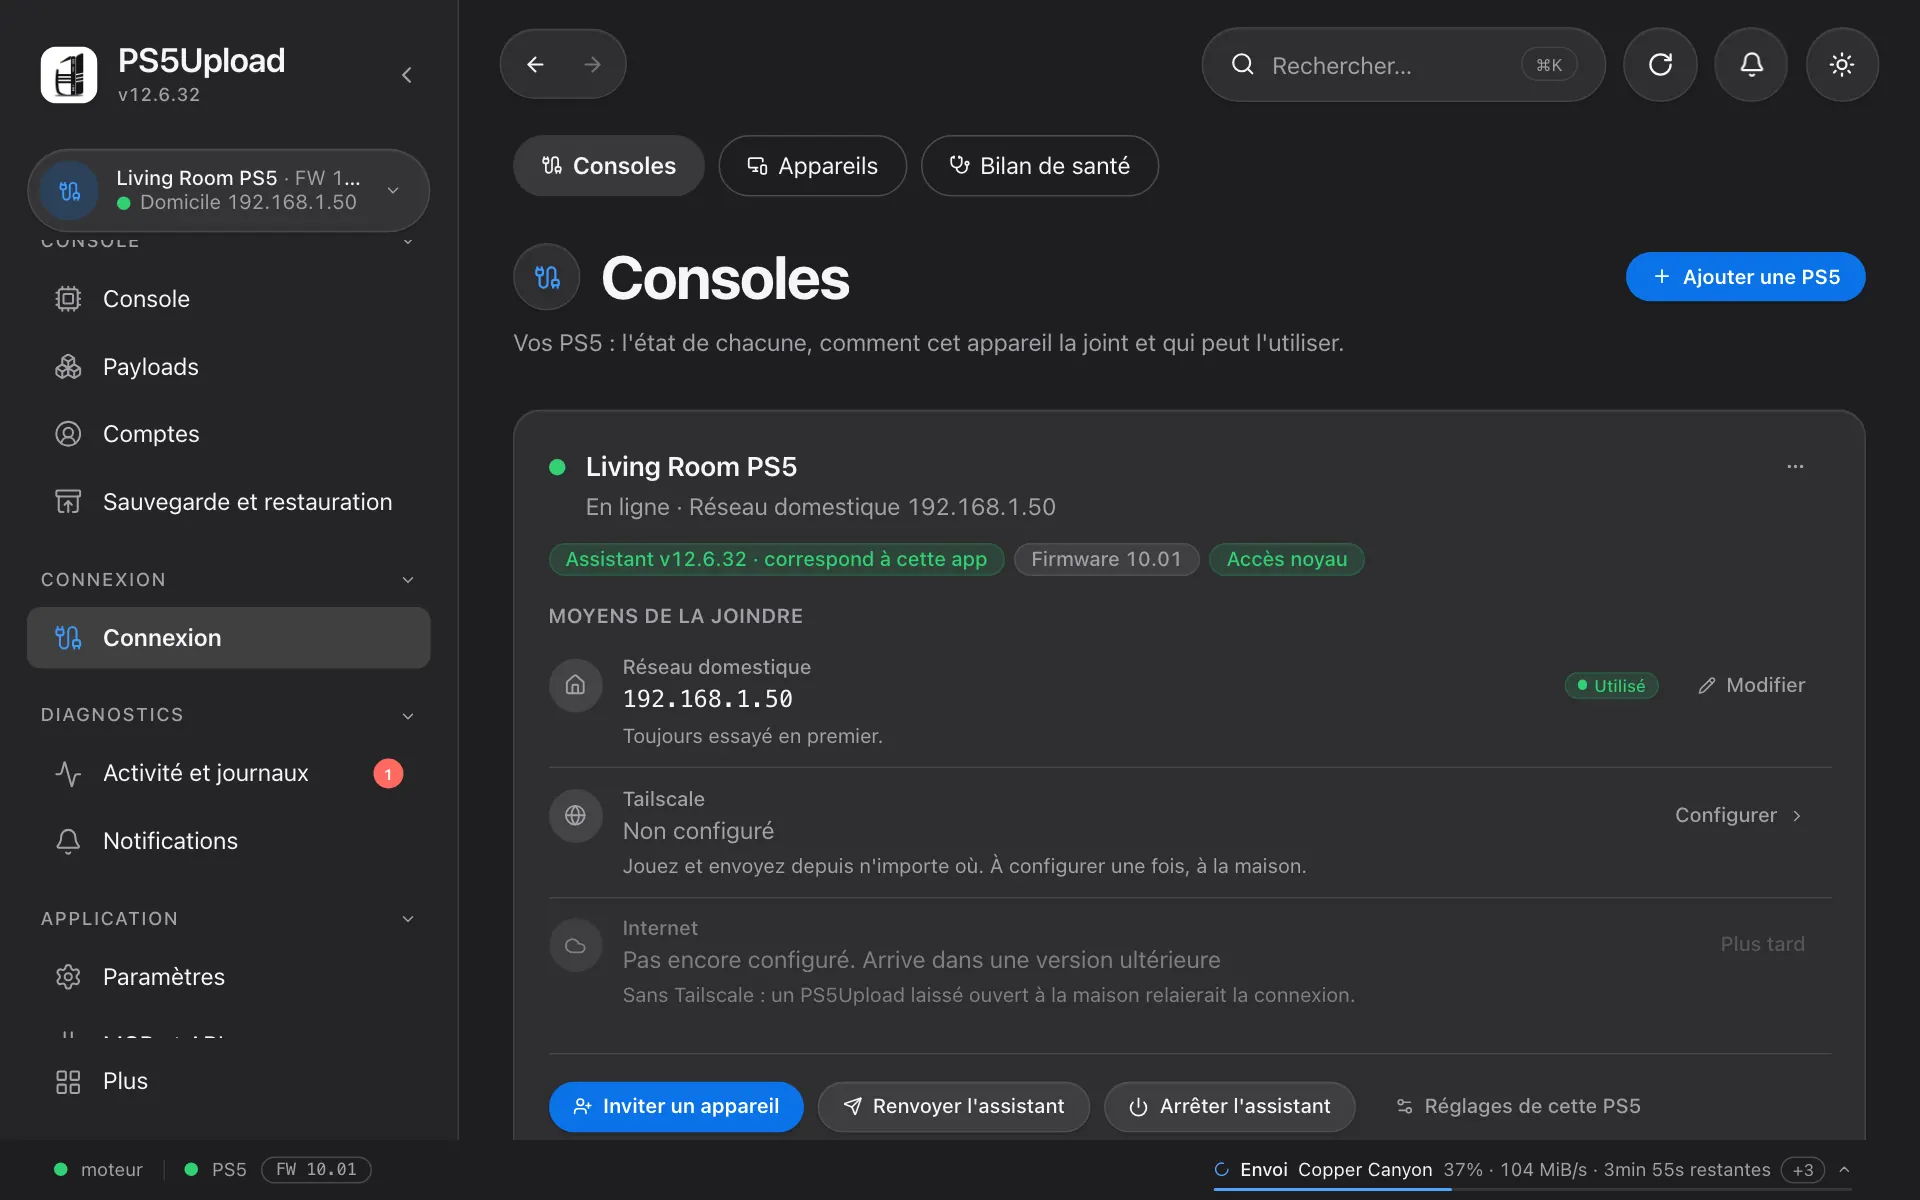 PS5Upload
v12.6.32
Living Room PS5 · FW 1...
Domicile 192.168.1.50
CONSOLE
Console
Payloads
Comptes
Sauvegarde et restauration
CONNEXION
Connexion
DIAGNOSTICS
Activité et journaux
1
Notifications
APPLICATION
Paramètres
MCP et API
Plus
Rechercher...
⌘K
Consoles
Appareils
Bilan de santé
Consoles
Ajouter une PS5
Vos PS5 : l'état de chacune, comment cet appareil la joint et qui peut l'utiliser.
Living Room PS5
En ligne · Réseau domestique 192.168.1.50
Assistant v12.6.32 · correspond à cette app
Firmware 10.01
Accès noyau
MOYENS DE LA JOINDRE
Réseau domestique
192.168.1.50
Toujours essayé en premier.
Utilisé
Modifier
Tailscale
Non configuré
Jouez et envoyez depuis n'importe où. À configurer une fois, à la maison.
Configurer
Internet
Pas encore configuré. Arrive dans une version ultérieure
Sans Tailscale : un PS5Upload laissé ouvert à la maison relaierait la connexion.
Plus tard
Inviter un appareil
Renvoyer l'assistant
Arrêter l'assistant
Réglages de cette PS5
moteur
PS5
FW 10.01
Envoi Copper Canyon 37% · 104 MiB/s · 3min 55s restantes
+3